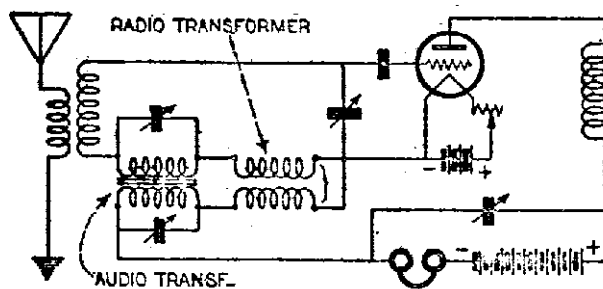 RADIO TRANSFORMER
- +
- +
AUDIO TRANSF.